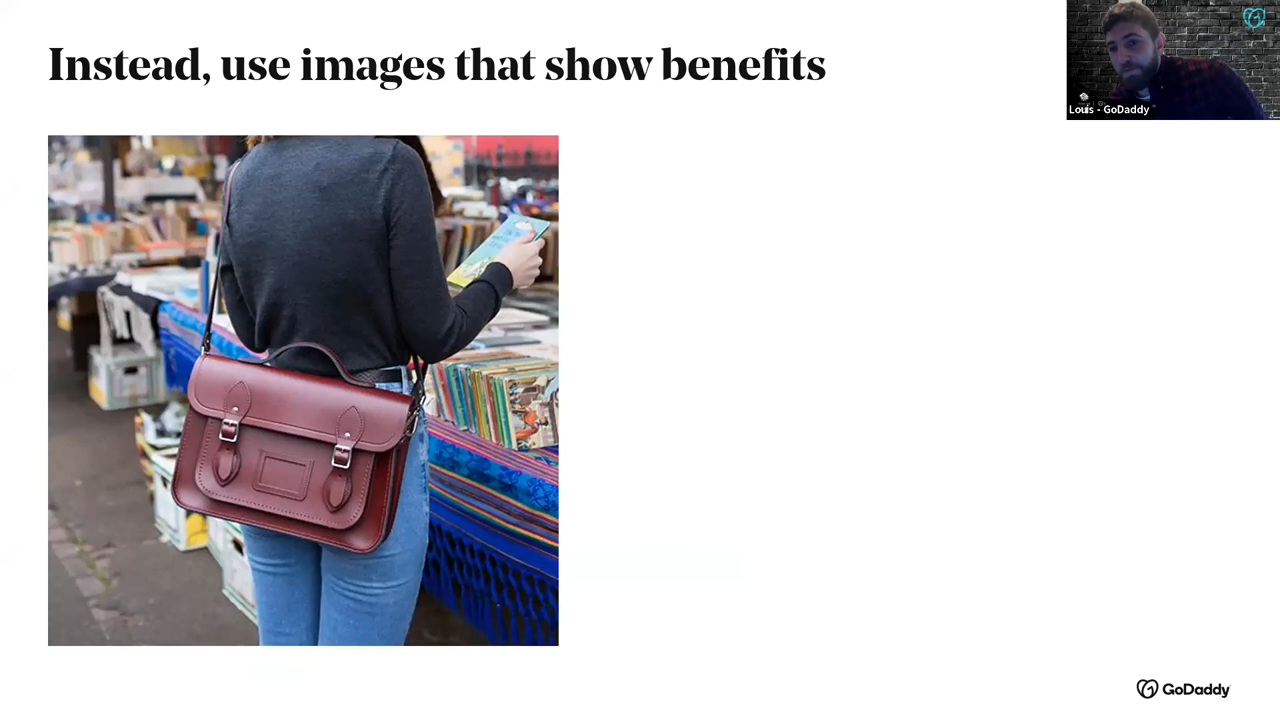 Instead, use images that show benefits
Louis - GoDaddy
GoDaddy